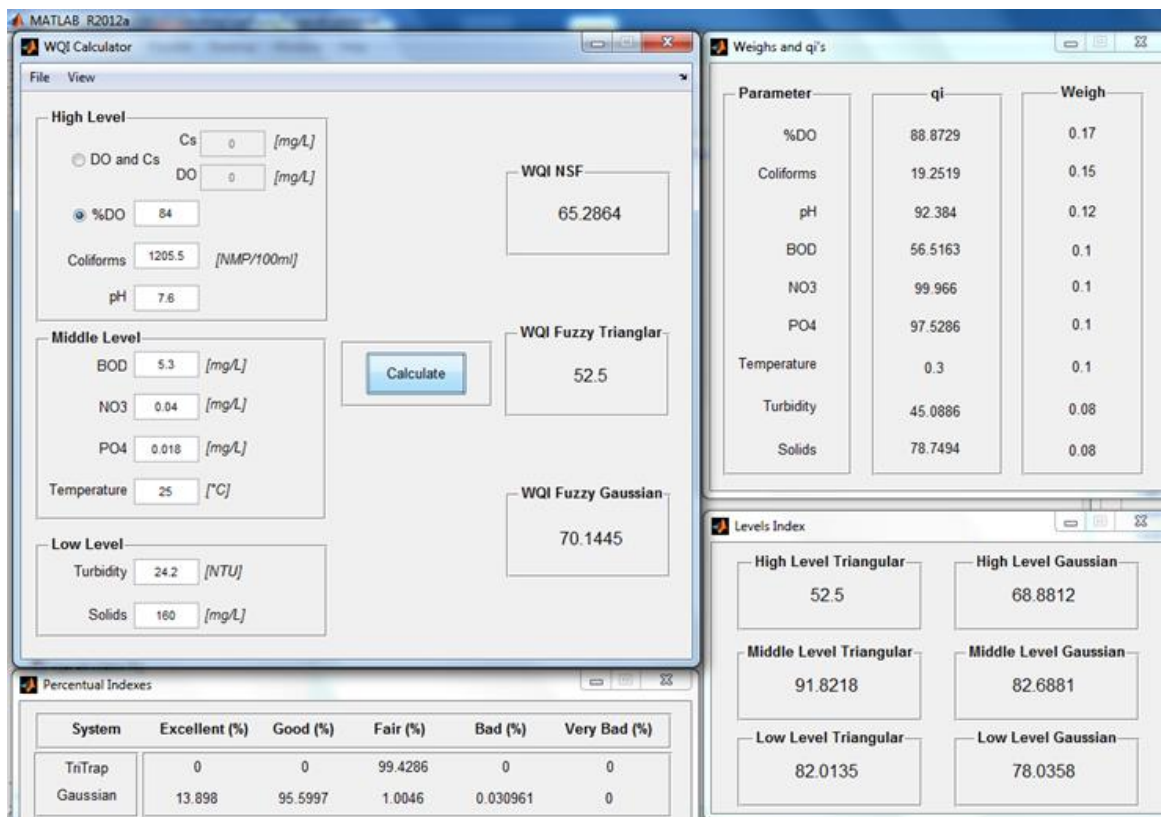 MATLAB R2012a
WQI Calculator
File View
High Level
Cs 0 [mg/L]
DO and Cs
DO 0 [mg/L]
%DO 84
Coliforms 1205.5 [NMP/100ml]
pH 7.6
Middle Level
BOD 5.3 [mg/L]
NO3 0.04 [mg/L]
PO4 0.018 [mg/L]
Temperature 25 [°C]
Low Level
Turbidity 24.2 [NTU]
Solids 160 [mg/L]
Calculate
WQI NSF
65.2864
WQI Fuzzy Trianglar
52.5
WQI Fuzzy Gaussian
70.1445
Weighs and qi's
Parameter qi Weigh
%DO 88.8729 0.17
Coliforms 19.2519 0.15
pH 92.384 0.12
BOD 56.5163 0.1
NO3 99.966 0.1
PO4 97.5286 0.1
Temperature 0.3 0.1
Turbidity 45.0886 0.08
Solids 78.7494 0.08
Levels Index
High Level Triangular High Level Gaussian
52.5 68.8812
Middle Level Triangular Middle Level Gaussian
91.8218 82.6881
Low Level Triangular Low Level Gaussian
82.0135 78.0358
Percentual Indexes
System Excellent (%) Good (%) Fair (%) Bad (%) Very Bad (%)
TriTrap 0 0 99.4286 0 0
Gaussian 13.898 95.5997 1.0046 0.030961 0